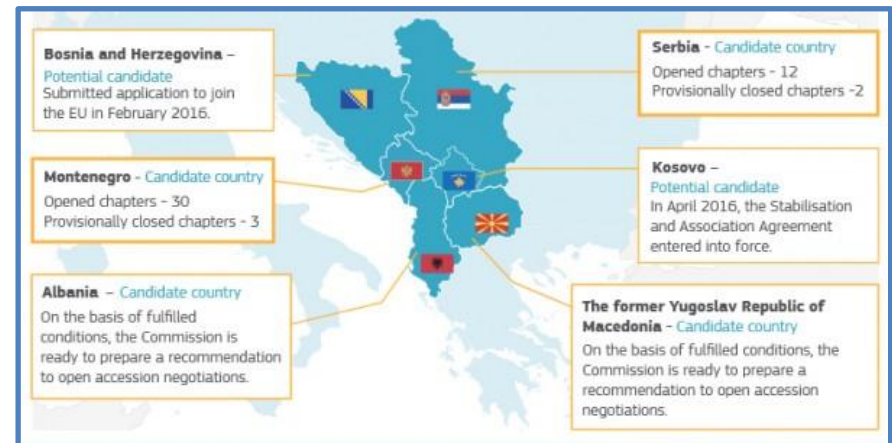 Bosnia and Herzegovina –
Potential candidate
Submitted application to join
the EU in February 2016.
Serbia - Candidate country
Opened chapters - 12
Provisionally closed chapters -2
Montenegro - Candidate country
Opened chapters - 30
Provisionally closed chapters - 3
Kosovo –
Potential candidate
In April 2016, the Stabilisation
and Association Agreement
entered into force.
Albania – Candidate country
On the basis of fulfilled
conditions, the Commission is
ready to prepare a recommendation
to open accession negotiations.
The former Yugoslav Republic of
Macedonia - Candidate country
On the basis of fulfilled conditions, the
Commission is ready to prepare a
recommendation to open accession
negotiations.